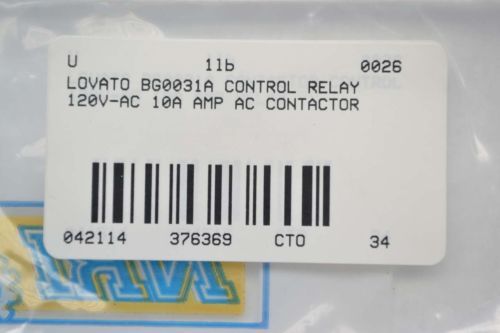 U 1lb 0026
LOVATO BG0031A CONTROL RELAY
120V-AC 10A AMP AC CONTACTOR
042114 376369 CTO 34